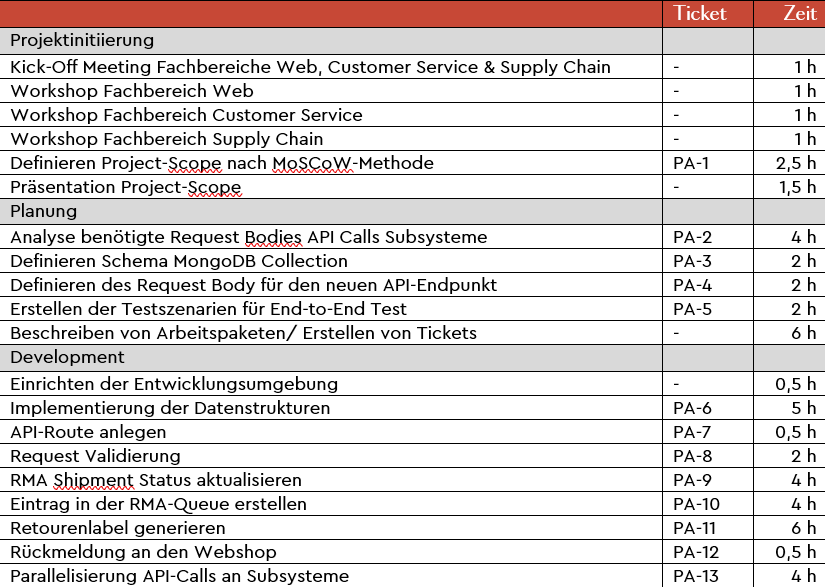 Ticket Zeit
Projektinitiierung
Kick-Off Meeting Fachbereiche Web, Customer Service & Supply Chain - 1 h
Workshop Fachbereich Web - 1 h
Workshop Fachbereich Customer Service - 1 h
Workshop Fachbereich Supply Chain - 1 h
Definieren Project-Scope nach MoSCoW-Methode PA-1 2,5 h
Präsentation Project-Scope - 1,5 h
Planung
Analyse benötigte Request Bodies API Calls Subsysteme PA-2 4 h
Definieren Schema MongoDB Collection PA-3 2 h
Definieren des Request Body für den neuen API-Endpunkt PA-4 2 h
Erstellen der Testszenarien für End-to-End Test PA-5 2 h
Beschreiben von Arbeitspaketen/ Erstellen von Tickets - 6 h
Development
Einrichten der Entwicklungsumgebung - 0,5 h
Implementierung der Datenstrukturen PA-6 5 h
API-Route anlegen PA-7 0,5 h
Request Validierung PA-8 2 h
RMA Shipment Status aktualisieren PA-9 4 h
Eintrag in der RMA-Queue erstellen PA-10 4 h
Retourenlabel generieren PA-11 6 h
Rückmeldung an den Webshop PA-12 0,5 h
Parallelisierung API-Calls an Subsysteme PA-13 4 h